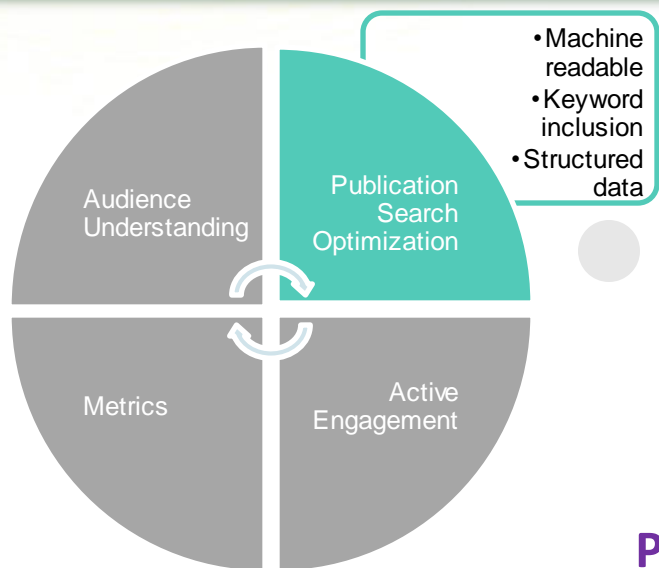 •Machine
readable
•Keyword
inclusion
•Structured
data
Audience
Understanding
Publication
Search
Optimization
Metrics
Active
Engagement
P